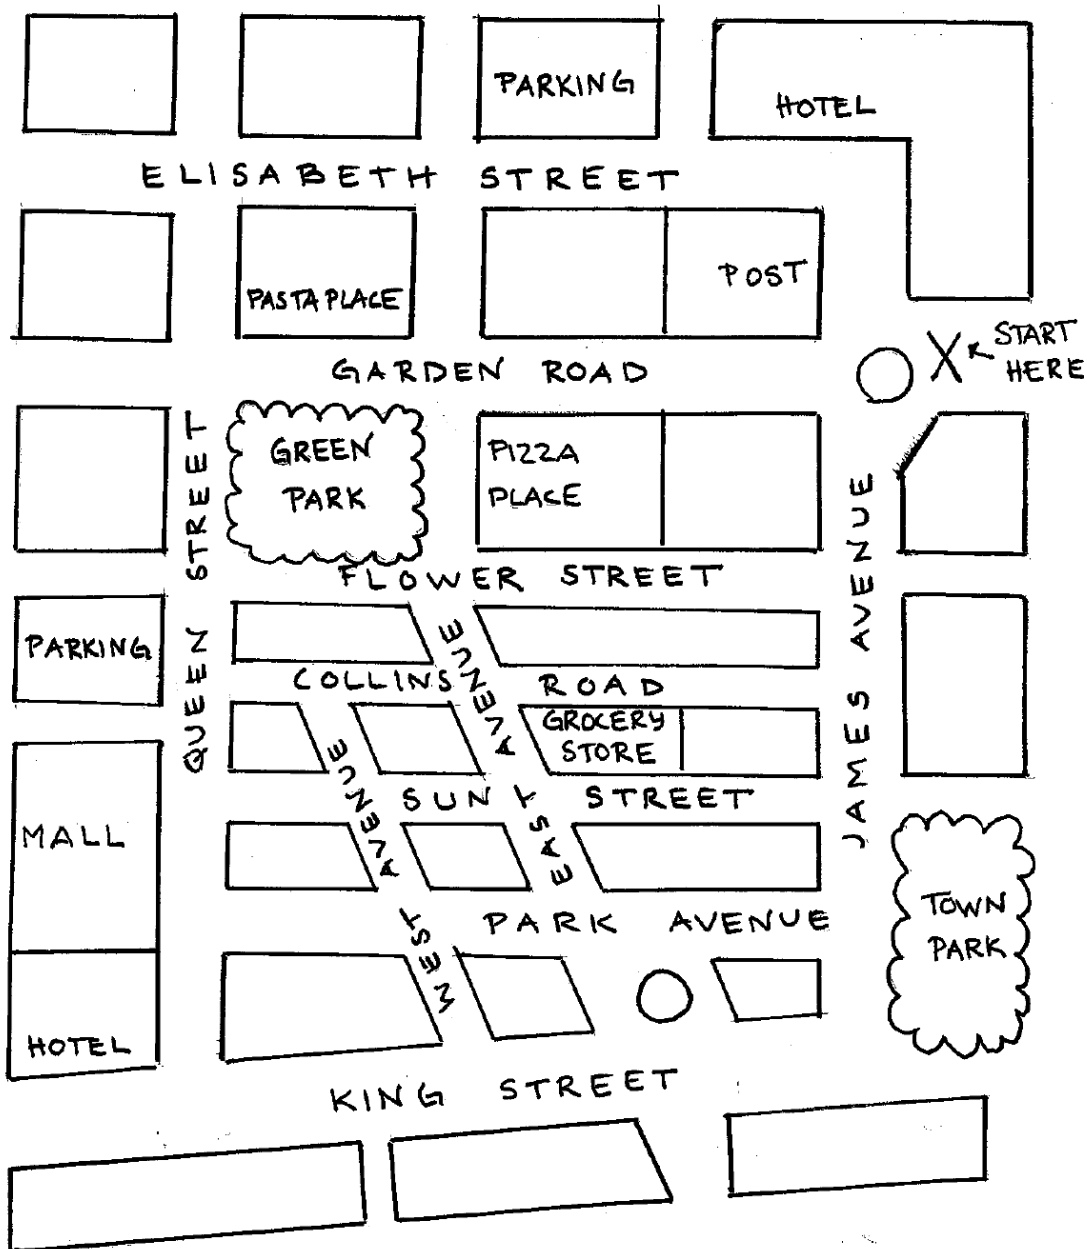 PARKING
HOTEL
ELISABETH STREET
POST
PASTA PLACE
START
HERE
X
GARDEN ROAD
GREEN
PARK
PIZZA
PLACE
QUEEN STREET
JAMES AVENUE
FLOWER STREET
PARKING
EAST AVENUE
COLLINS ROAD
GROCERY
STORE
WEST AVENUE
SUN STREET
MALL
TOWN
PARK
PARK AVENUE
HOTEL
KING STREET